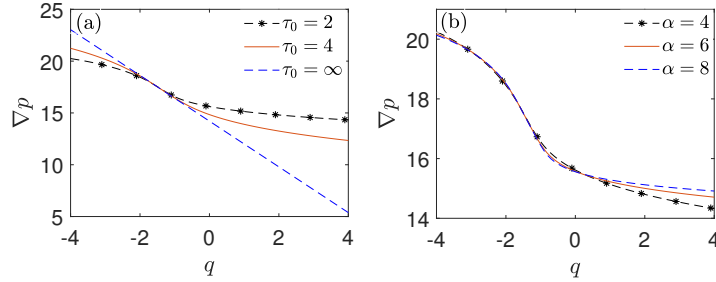 (a)
τ₀ = 2
τ₀ = 4
τ₀ = ∞
25
20
15
10
5
∇p
-4 -2 0 2 4
q
(b)
α = 4
α = 6
α = 8
20
18
16
14
∇p
-4 -2 0 2 4
q